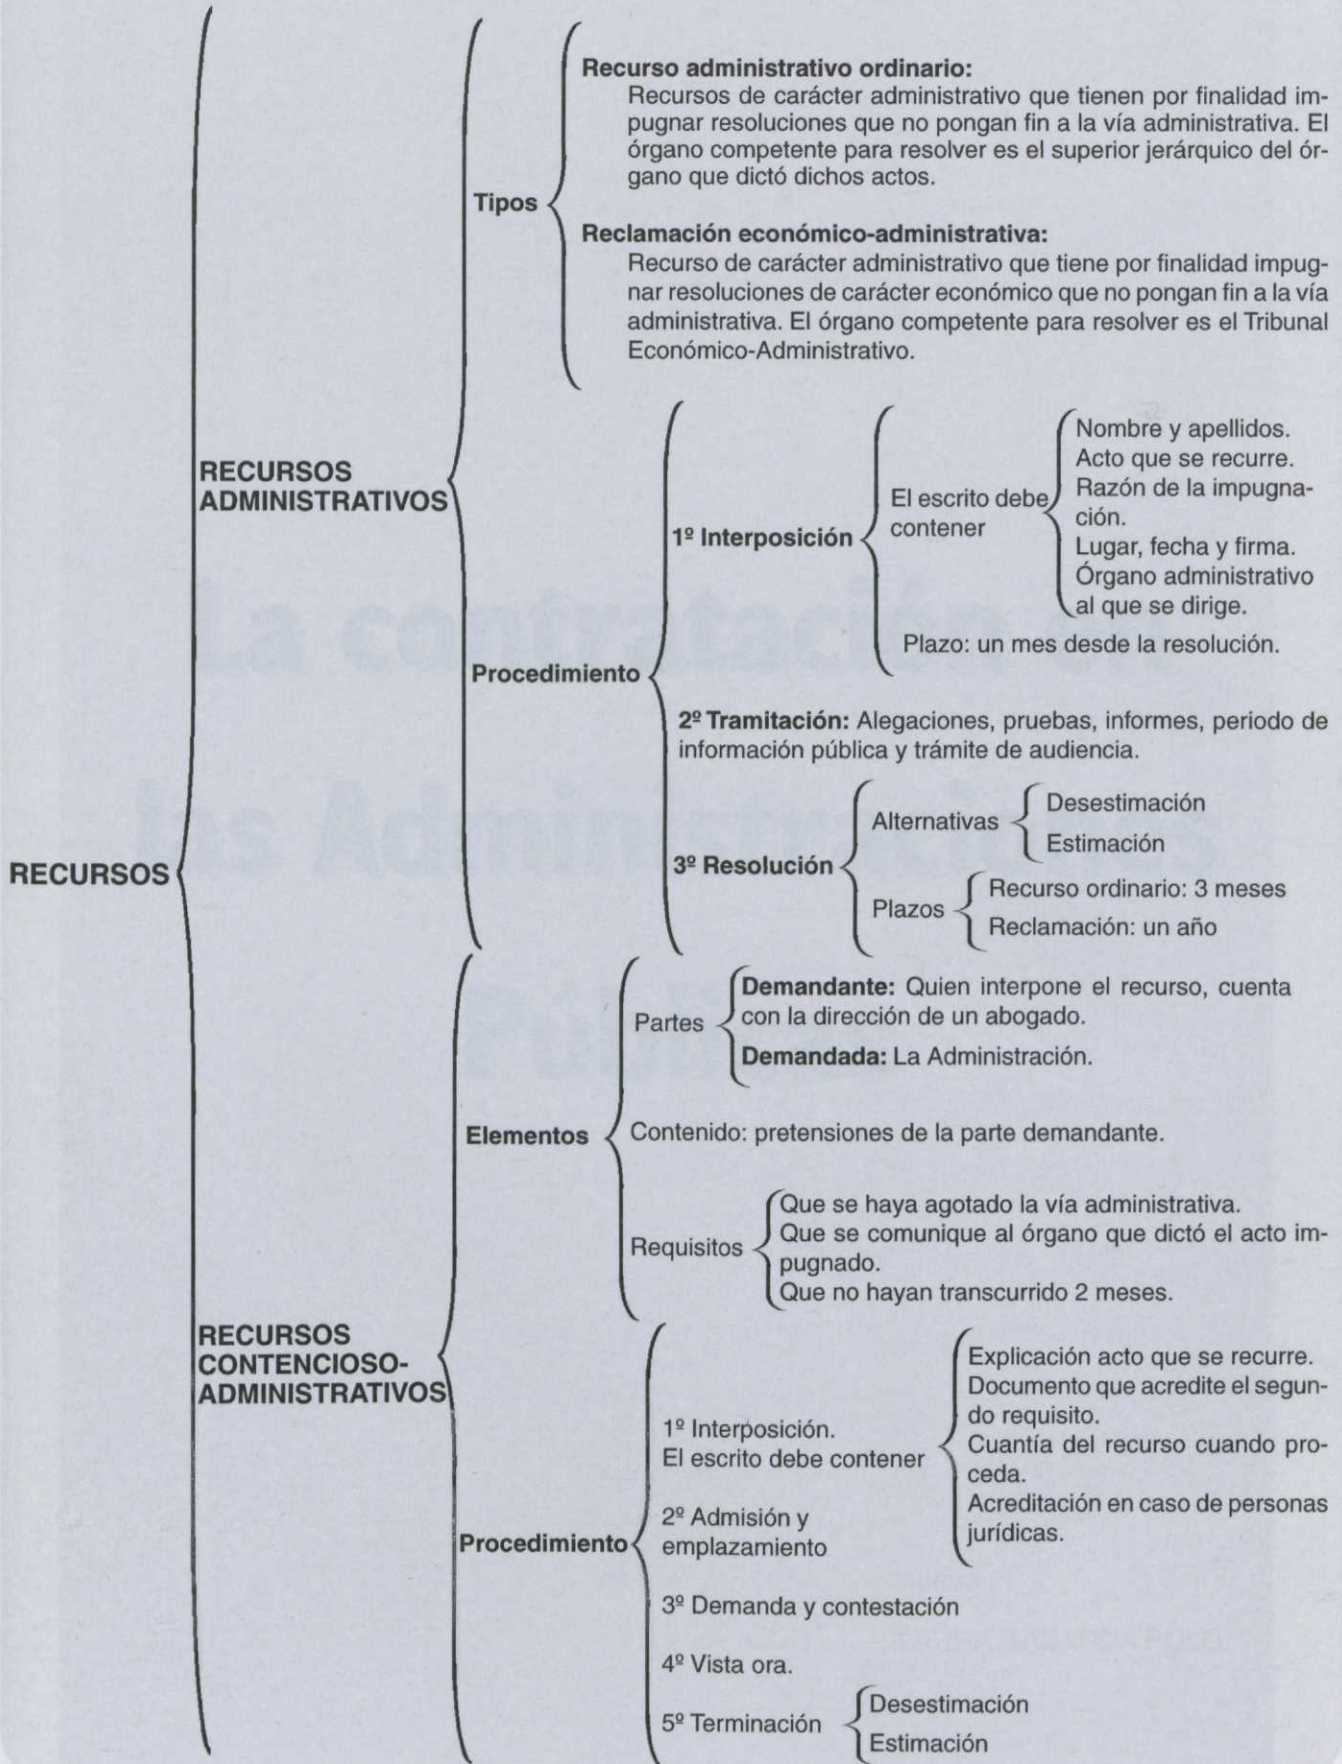 Recurso administrativo ordinario:
Recursos de carácter administrativo que tienen por finalidad im-
pugnar resoluciones que no pongan fin a la vía administrativa. El
órgano competente para resolver es el superior jerárquico del ór-
gano que dictó dichos actos.
Tipos
Reclamación económico-administrativa:
Recurso de carácter administrativo que tiene por finalidad impug-
nar resoluciones de carácter económico que no pongan fin a la vía
administrativa. El órgano competente para resolver es el Tribunal
Económico-Administrativo.
RECURSOS
ADMINISTRATIVOS
Nombre y apellidos.
Acto que se recurre.
Razón de la impugna-
ción.
Lugar, fecha y firma.
Órgano administrativo
al que se dirige.
El escrito debe
contener
1º Interposición
Plazo: un mes desde la resolución.
Procedimiento
2º Tramitación: Alegaciones, pruebas, informes, periodo de
información pública y trámite de audiencia.
Alternativas
Desestimación
Estimación
3º Resolución
Plazos
Recurso ordinario: 3 meses
Reclamación: un año
RECURSOS
Partes
Demandante: Quien interpone el recurso, cuenta
con la dirección de un abogado.
Demandada: La Administración.
Elementos
Contenido: pretensiones de la parte demandante.
Requisitos
Que se haya agotado la vía administrativa.
Que se comunique al órgano que dictó el acto im-
pugnado.
Que no hayan transcurrido 2 meses.
RECURSOS
CONTENCIOSO-
ADMINISTRATIVOS
1º Interposición.
El escrito debe contener
Explicación acto que se recurre.
Documento que acredite el segun-
do requisito.
Cuantía del recurso cuando pro-
ceda.
Acreditación en caso de personas
jurídicas.
Procedimiento
2º Admisión y
emplazamiento
3º Demanda y contestación
4º Vista ora.
5º Terminación
Desestimación
Estimación
La contratación en
las Administraciones